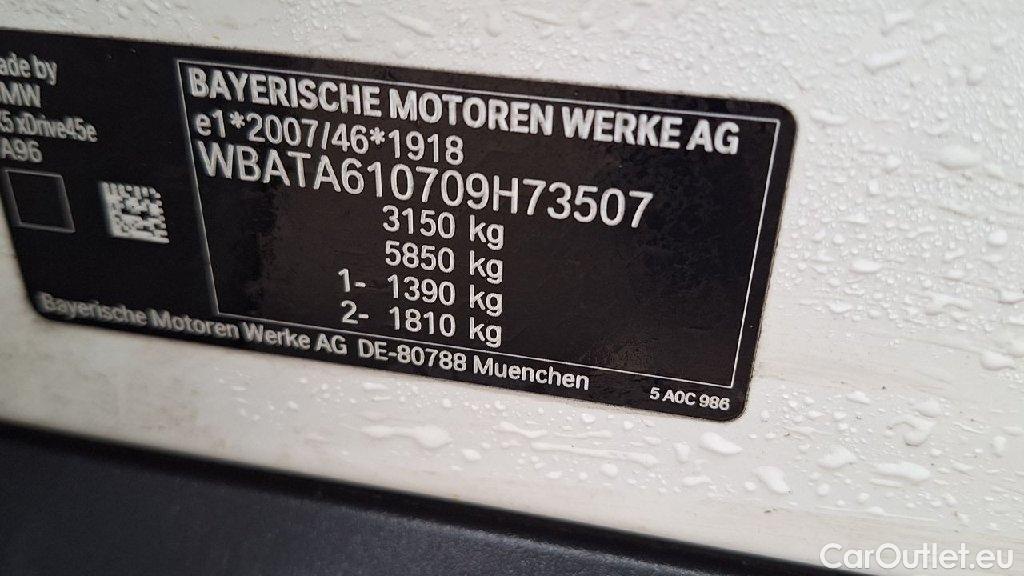 ade by
MW
5 xDrive45e
A96
BAYERISCHE MOTOREN WERKE AG
e1*2007/46*1918
WBATA610709H73507
3150 kg
5850 kg
1- 1390 kg
2- 1810 kg
Bayerische Motoren Werke AG DE-80788 Muenchen
5 A0C 986
CarOutlet.eu